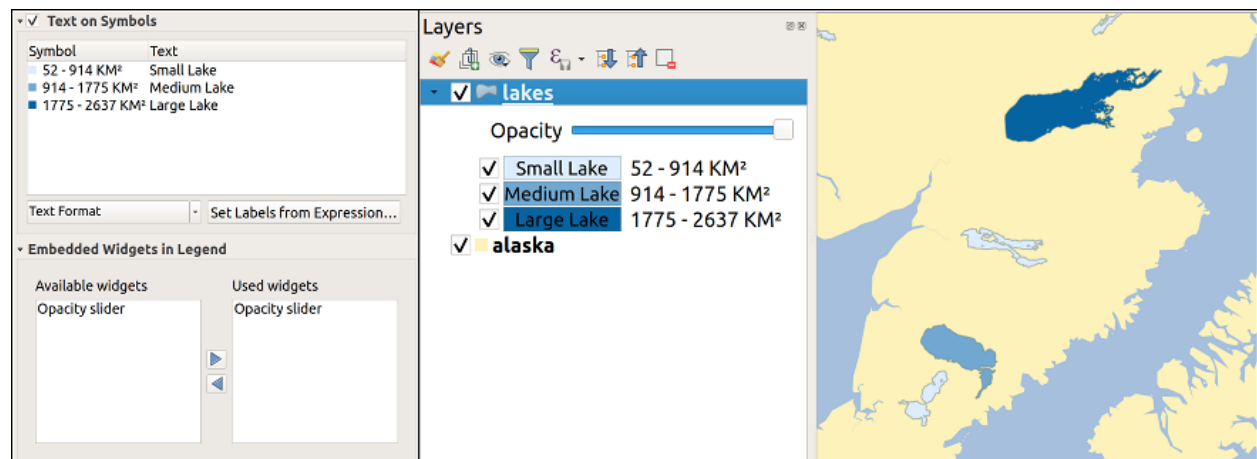 Text on Symbols
Symbol Text
52 - 914 KM² Small Lake
914 - 1775 KM² Medium Lake
1775 - 2637 KM² Large Lake
Text Format
Set Labels from Expression...
Embedded Widgets in Legend
Available widgets Used widgets
Opacity slider Opacity slider
Layers
lakes
Opacity
Small Lake 52 - 914 KM²
Medium Lake 914 - 1775 KM²
Large Lake 1775 - 2637 KM²
alaska